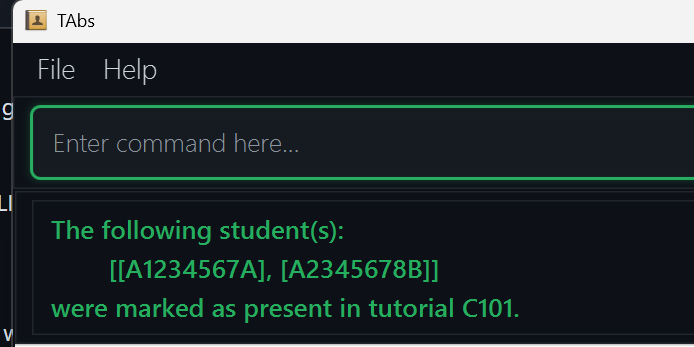 TAbs
File Help
g
Enter command here...
The following student(s):
[[A1234567A], [A2345678B]]
were marked as present in tutorial C101.
w